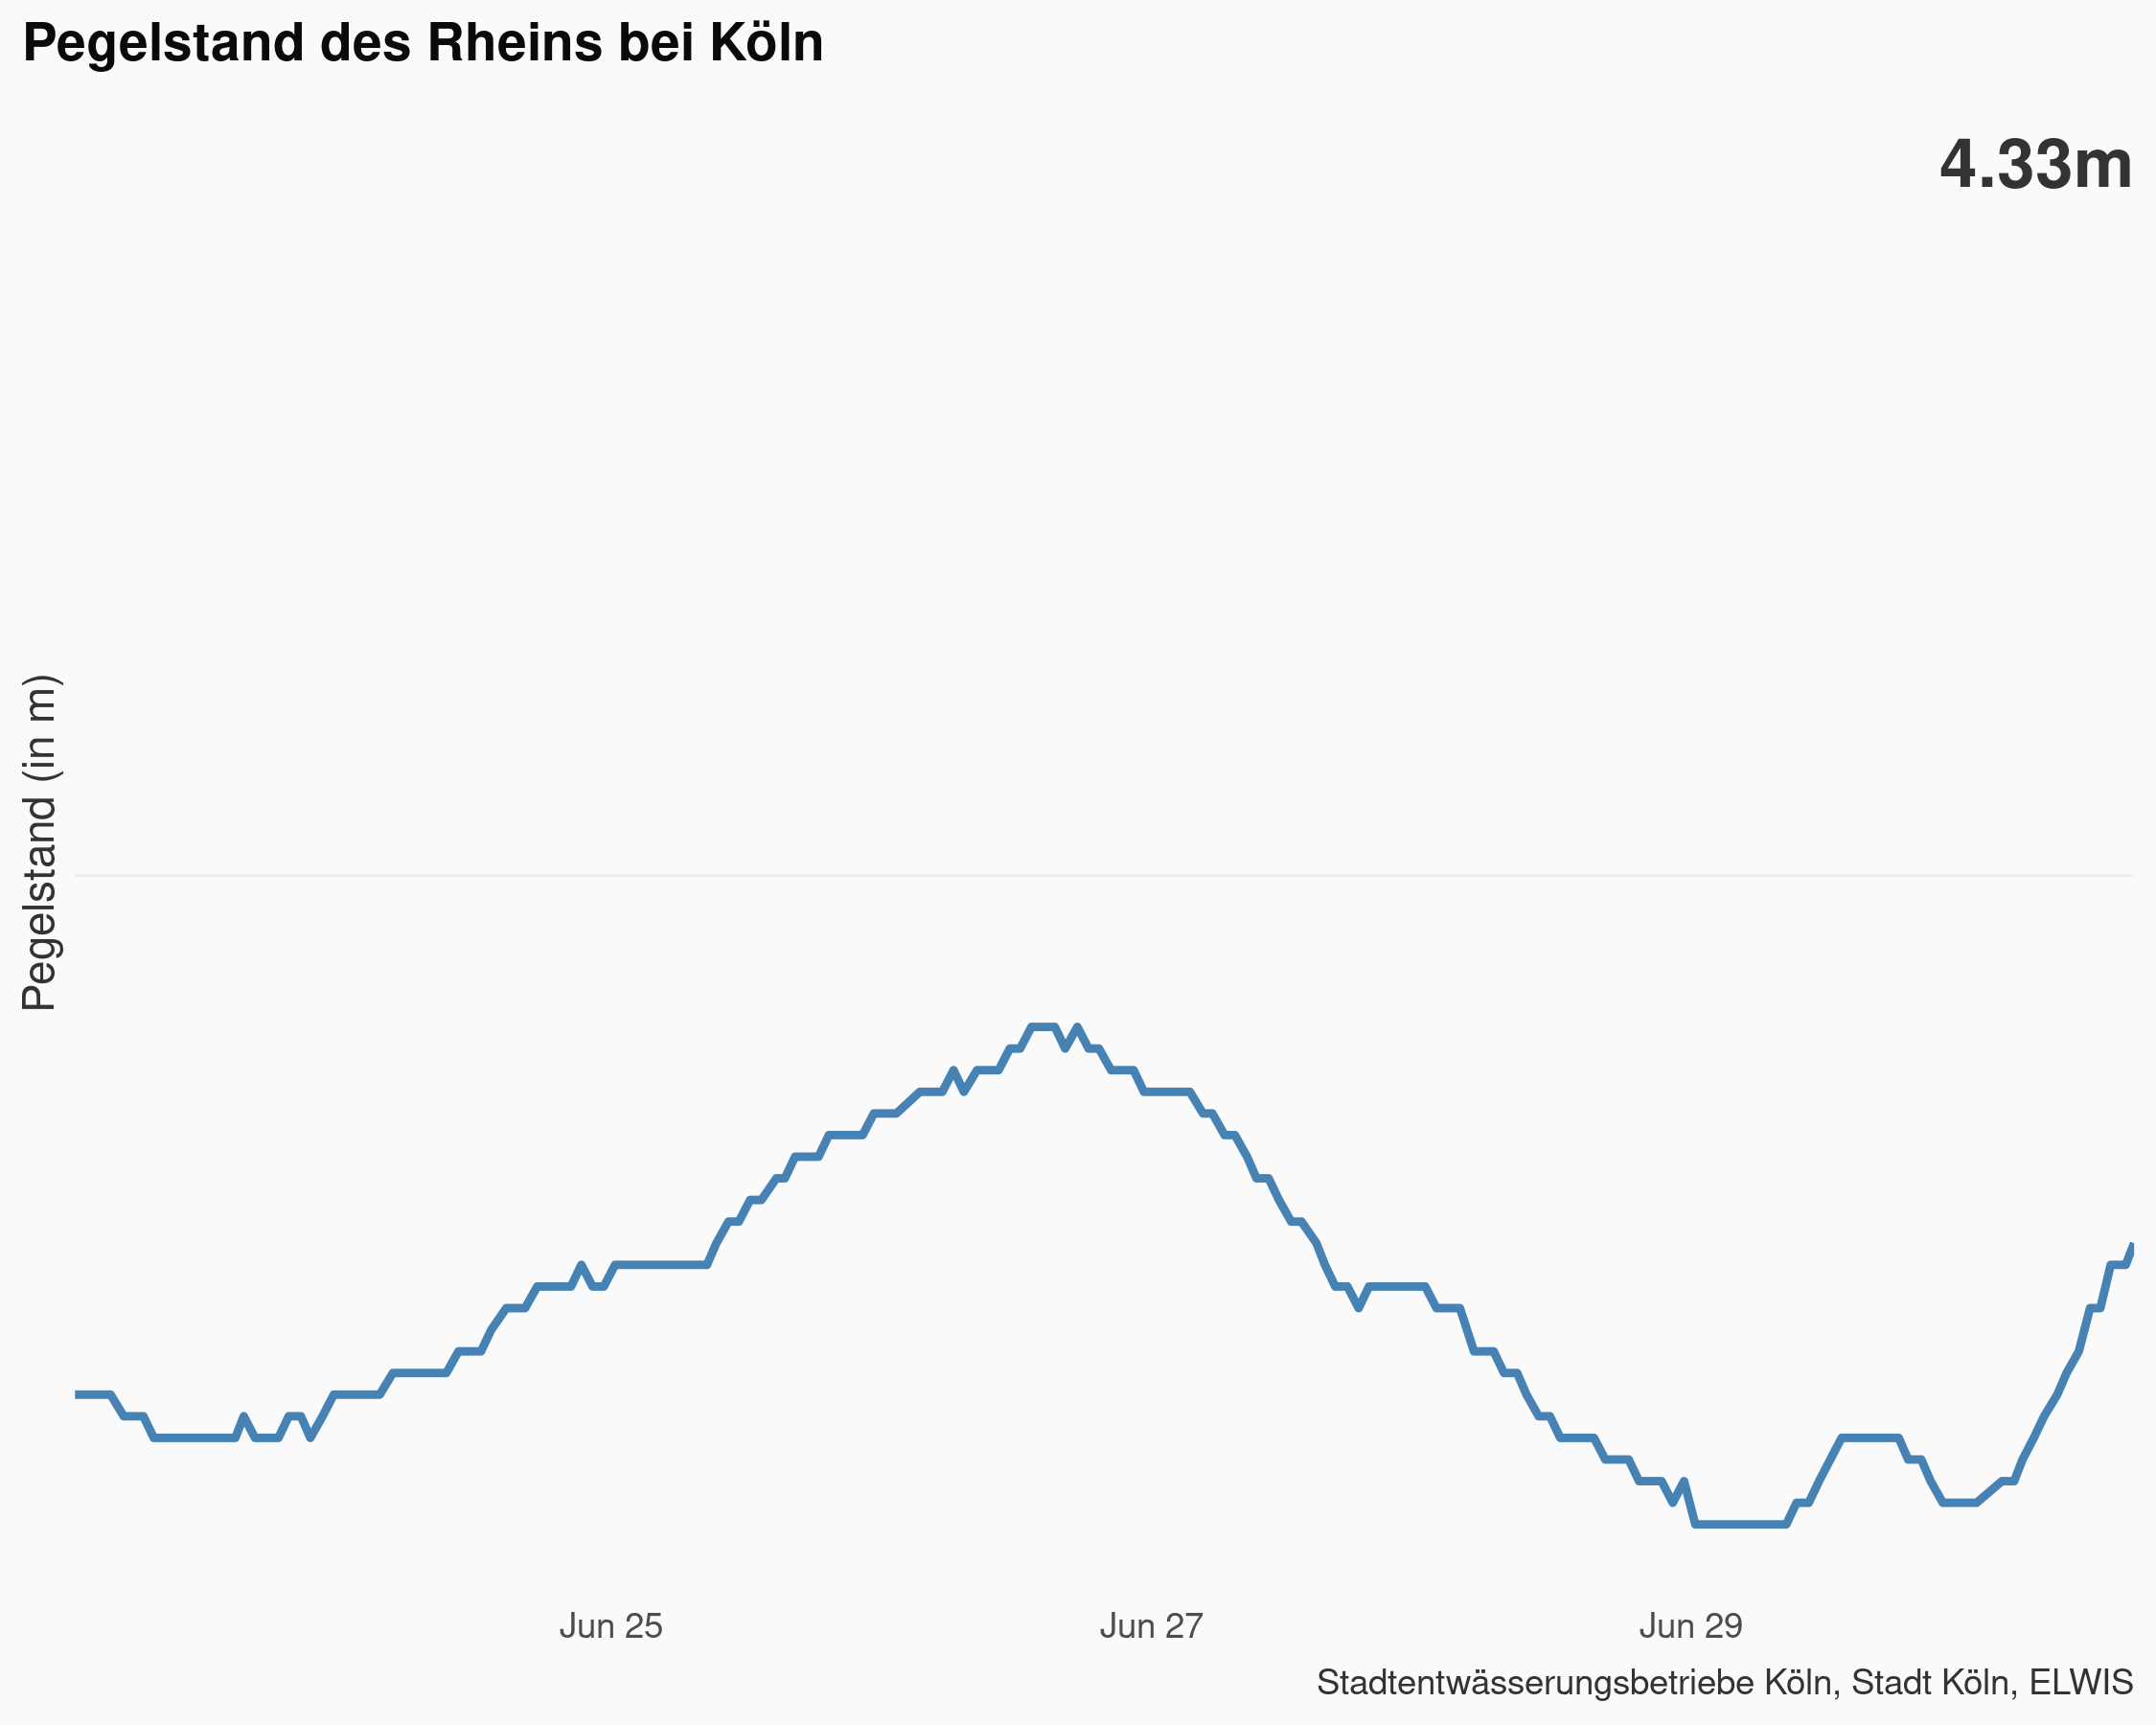 Pegelstand des Rheins bei Köln
4.33m
Pegelstand (in m)
Jun 25
Jun 27
Jun 29
Stadtentwässerungsbetriebe Köln, Stadt Köln, ELWIS